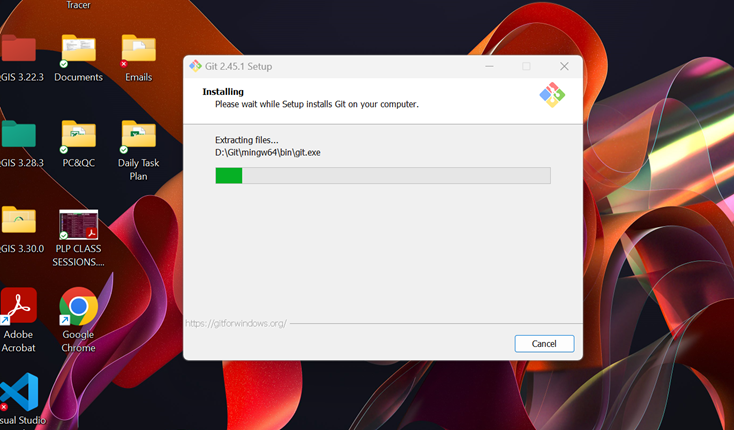 Tracer
GIS 3.22.3
Documents
Emails
GIS 3.28.3
PC&QC
Daily Task
Plan
GIS 3.30.0
PLP CLASS
SESSIONS....
Adobe
Acrobat
Google
Chrome
sual Studio
Git 2.45.1 Setup
Installing
Please wait while Setup installs Git on your computer.
Extracting files...
D:\Git\mingw64\bin\git.exe
https://gitforwindows.org/
Cancel